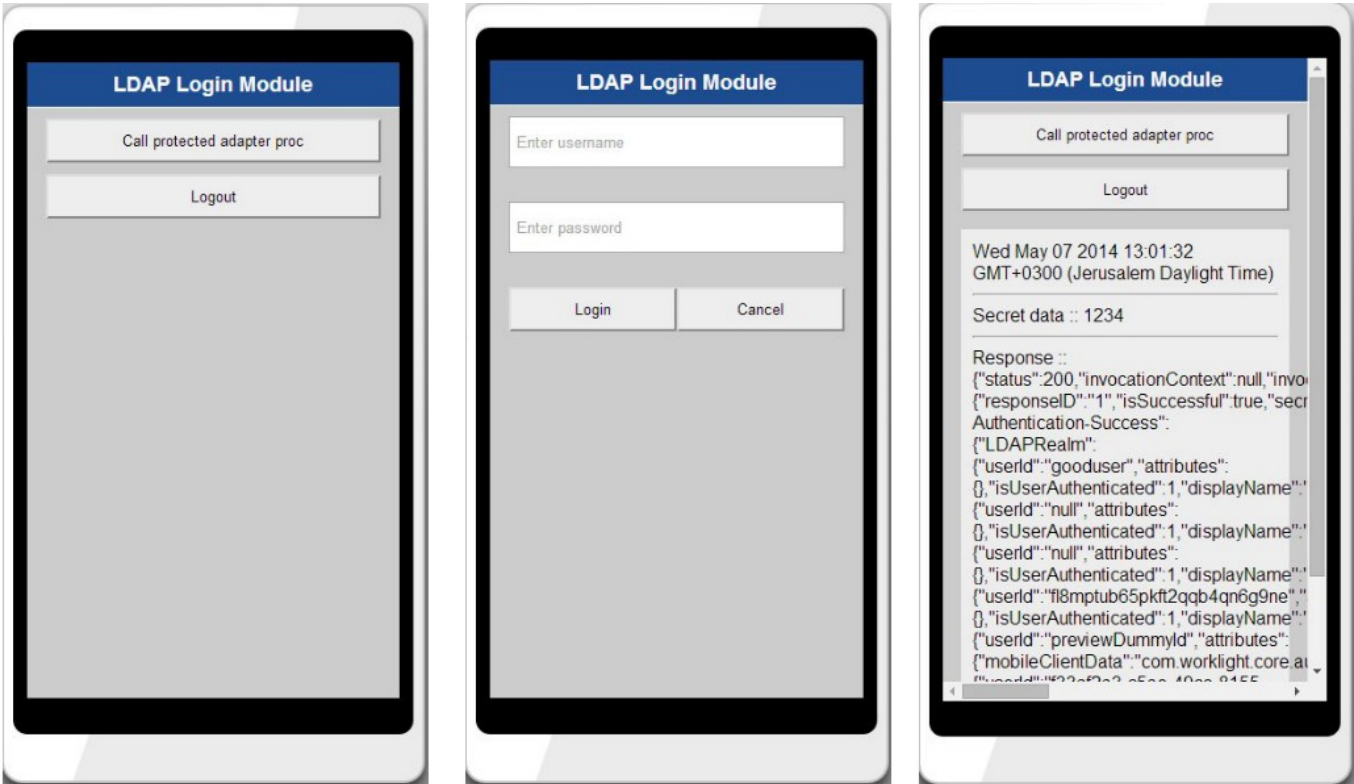 LDAP Login Module
Call protected adapter proc
Logout
LDAP Login Module
Enter username
Enter password
Login
Cancel
LDAP Login Module
Call protected adapter proc
Logout
Wed May 07 2014 13:01:32
GMT+0300 (Jerusalem Daylight Time)
Secret data :: 1234
Response ::
{"status":200,"invocationContext":null,"invo
{"responseID":"1","isSuccessful":true,"secr
Authentication-Success":
{"LDAPRealm":
{"userId":"gooduser","attributes":
{},"isUserAuthenticated":1,"displayName":"
{"userId":"null","attributes":
{},"isUserAuthenticated":1,"displayName":"
{"userId":"null","attributes":
{},"isUserAuthenticated":1,"displayName":"
{"userId":"fl8mptub65pkft2qqb4qn6g9ne","
{},"isUserAuthenticated":1,"displayName":"
{"userId":"previewDummyId","attributes":
{"mobileClientData":"com.worklight.core.au